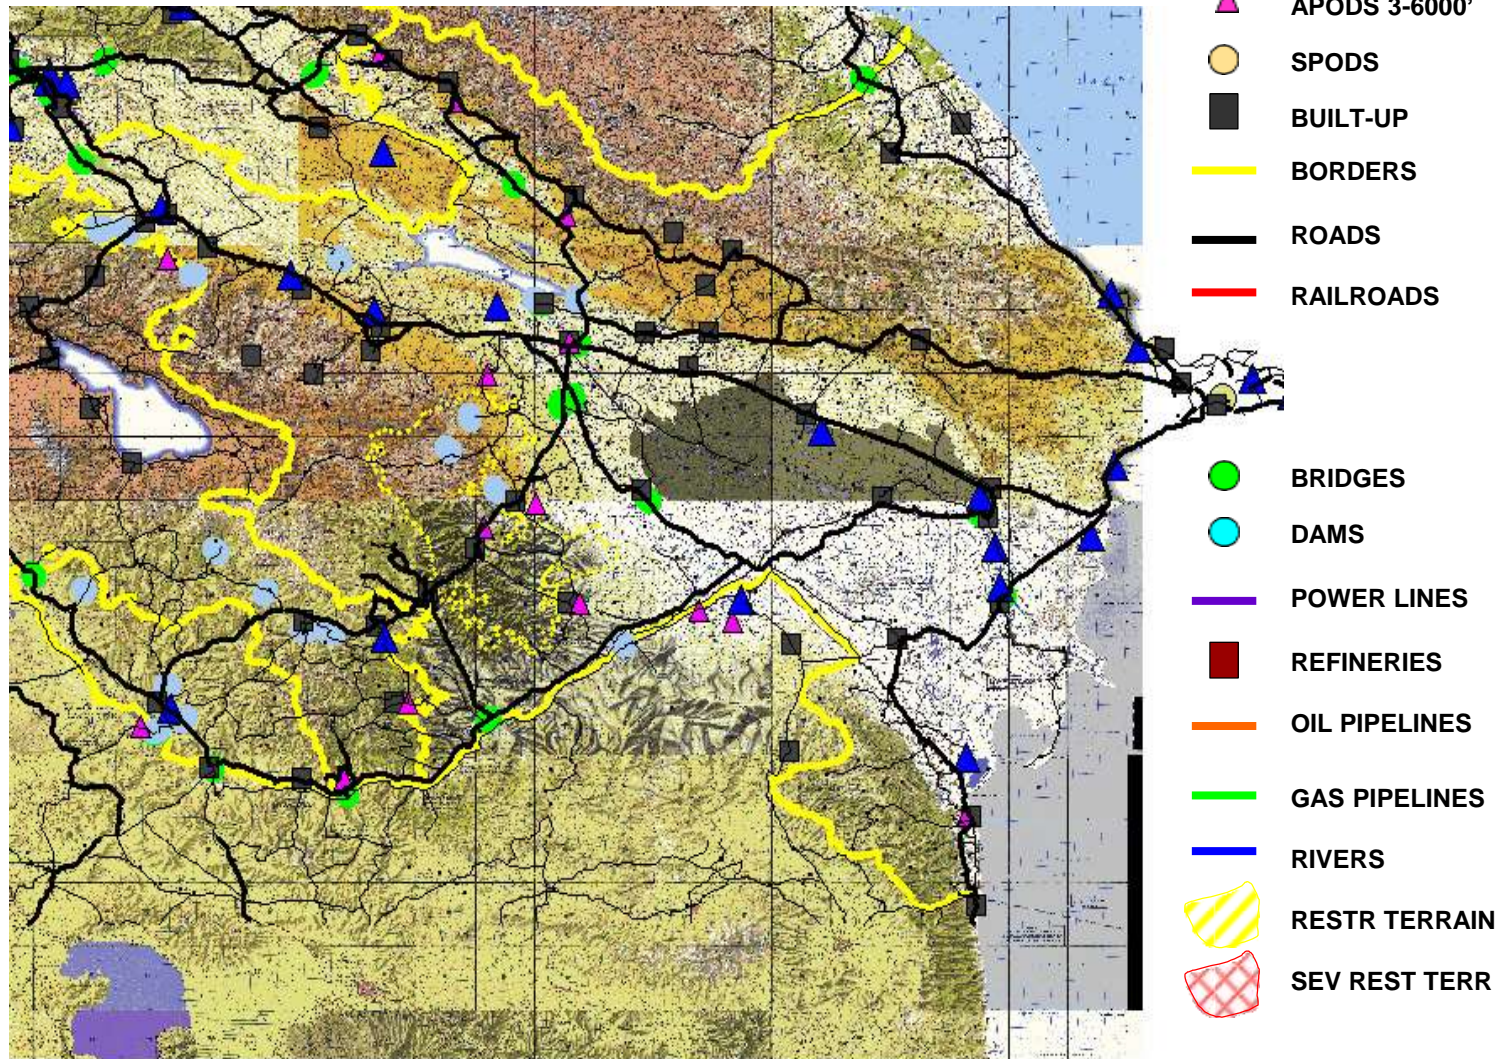 APODS 3-6000'
SPODS
BUILT-UP
BORDERS
ROADS
RAILROADS
BRIDGES
DAMS
POWER LINES
REFINERIES
OIL PIPELINES
GAS PIPELINES
RIVERS
RESTR TERRAIN
SEV REST TERR